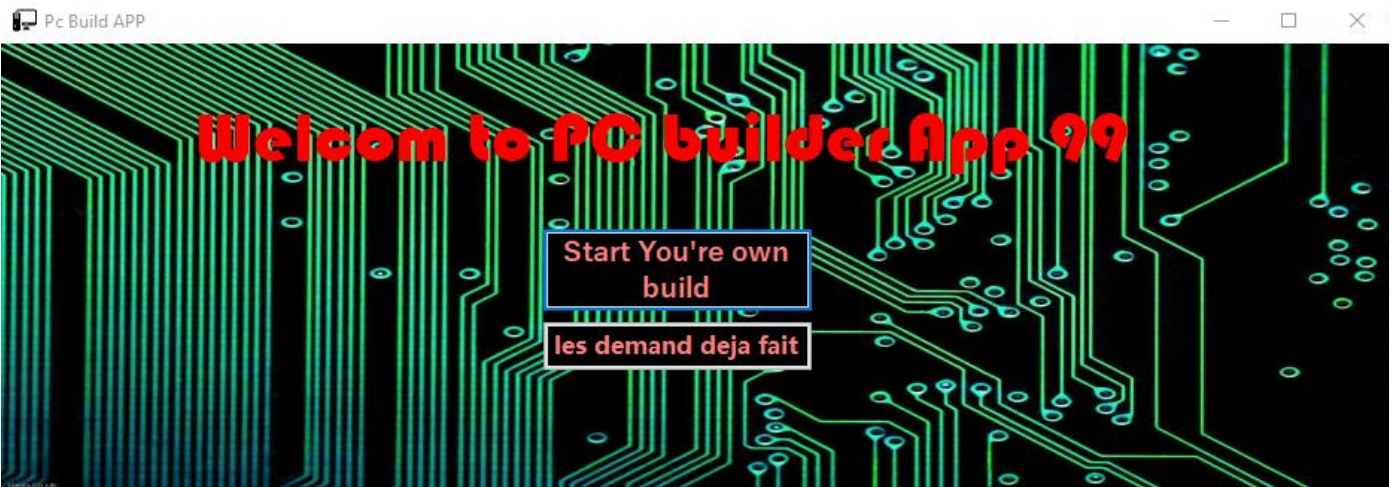 Pc Build APP
Welcom to PC builder App 99
Start You're own
build
les demand deja fait